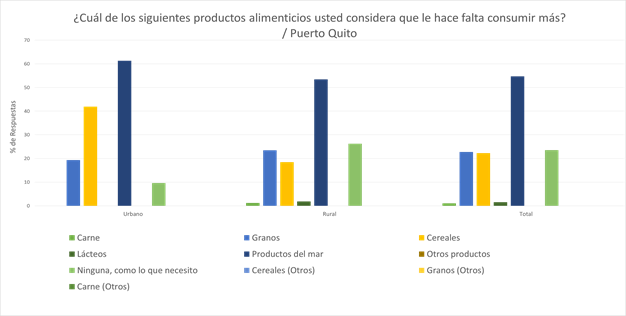 ¿Cuál de los siguientes productos alimenticios usted considera que le hace falta consumir más?
/ Puerto Quito
70
60
50
40
30
20
10
0
% de Respuestas
Urbano Rural Total
Carne Granos Cereales
Lácteos Productos del mar Otros productos
Ninguna, como lo que necesito Cereales (Otros) Granos (Otros)
Carne (Otros)